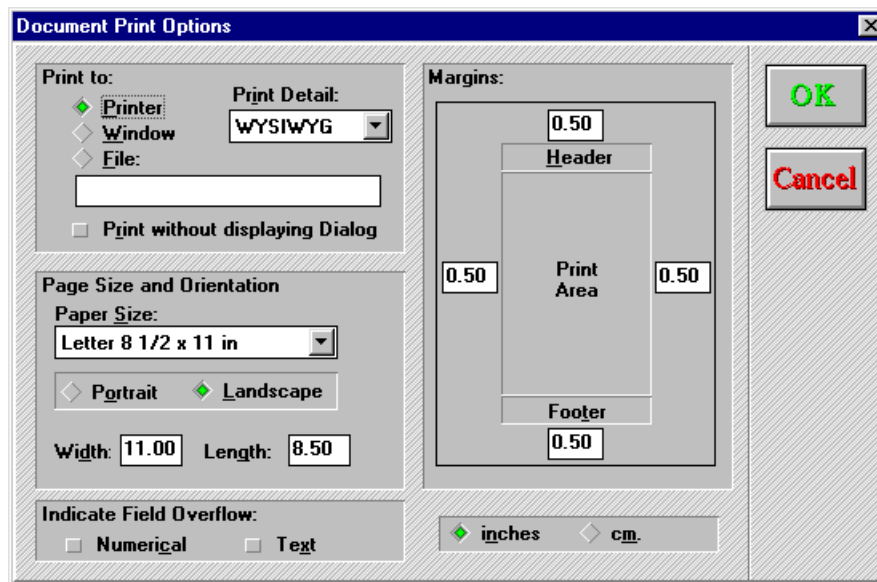 Document Print Options
Print to:
Printer
Window
File:
Print Detail:
WYSIWYG
Print without displaying Dialog
Page Size and Orientation
Paper Size:
Letter 8 1/2 x 11 in
Portrait
Landscape
Width: 11.00 Length: 8.50
Indicate Field Overflow:
Numerical
Text
Margins:
0.50
Header
0.50
Print
Area
0.50
Footer
0.50
inches
cm.
OK
Cancel